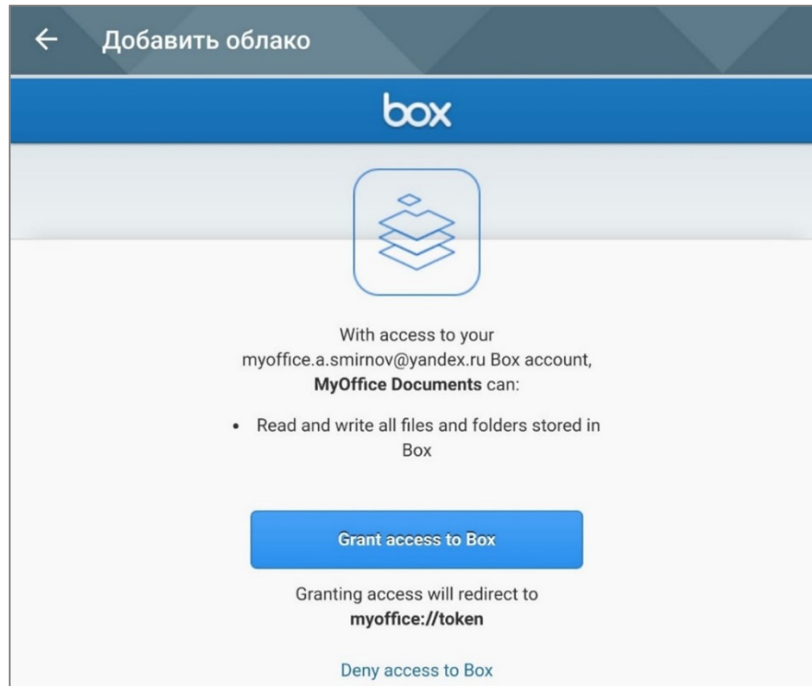 Добавить облако
box
With access to your
myoffice.a.smirnov@yandex.ru Box account,
MyOffice Documents can:
• Read and write all files and folders stored in
Box
Grant access to Box
Granting access will redirect to
myoffice://token
Deny access to Box